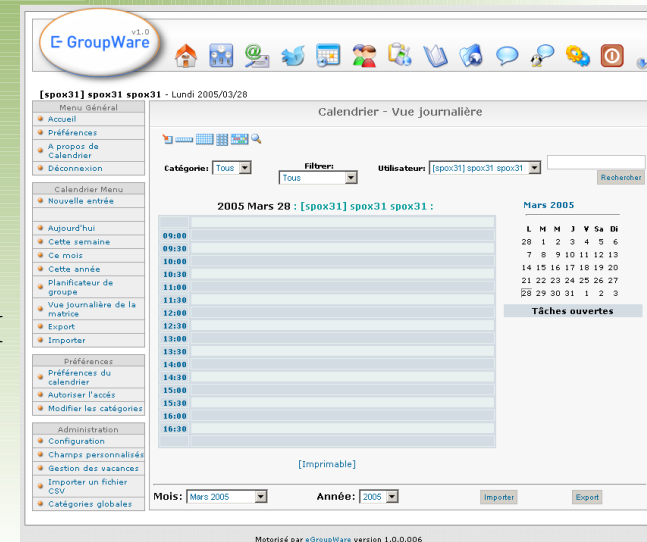 v1.0
E- GroupWare
[spox31] spox31 spox31 - Lundi 2005/03/28
Menu Général
Accueil
Préférences
A propos de
Calendrier
Déconnexion
Calendrier Menu
Nouvelle entrée
Aujourd'hui
Cette semaine
Ce mois
Cette année
Planificateur de
groupe
Vue journalière de la
matrice
Export
Importer
Préférences
Préférences du
calendrier
Autoriser l'accés
Modifier les catégories
Administration
Configuration
Champs personnalisés
Gestion des vacances
Importer un fichier
CSV
Catégories globales
Calendrier - Vue journalière
Catégorie: Tous
Filtrer:
Tous
Utilisateur: [spox31] spox31 spox31
Rechercher
2005 Mars 28 : [spox31] spox31 spox31 :
09:00
09:30
10:00
10:30
11:00
11:30
12:00
12:30
13:00
13:30
14:00
14:30
15:00
15:30
16:00
16:30
Mars 2005
L M M J V Sa Di
28 1 2 3 4 5 6
7 8 9 10 11 12 13
14 15 16 17 18 19 20
21 22 23 24 25 26 27
28 29 30 31 1 2 3
Tâches ouvertes
[Imprimable]
Mois: Mars 2005
Année: 2005
Importer
Export
Motorisé par eGroupWare version 1.0.0.006